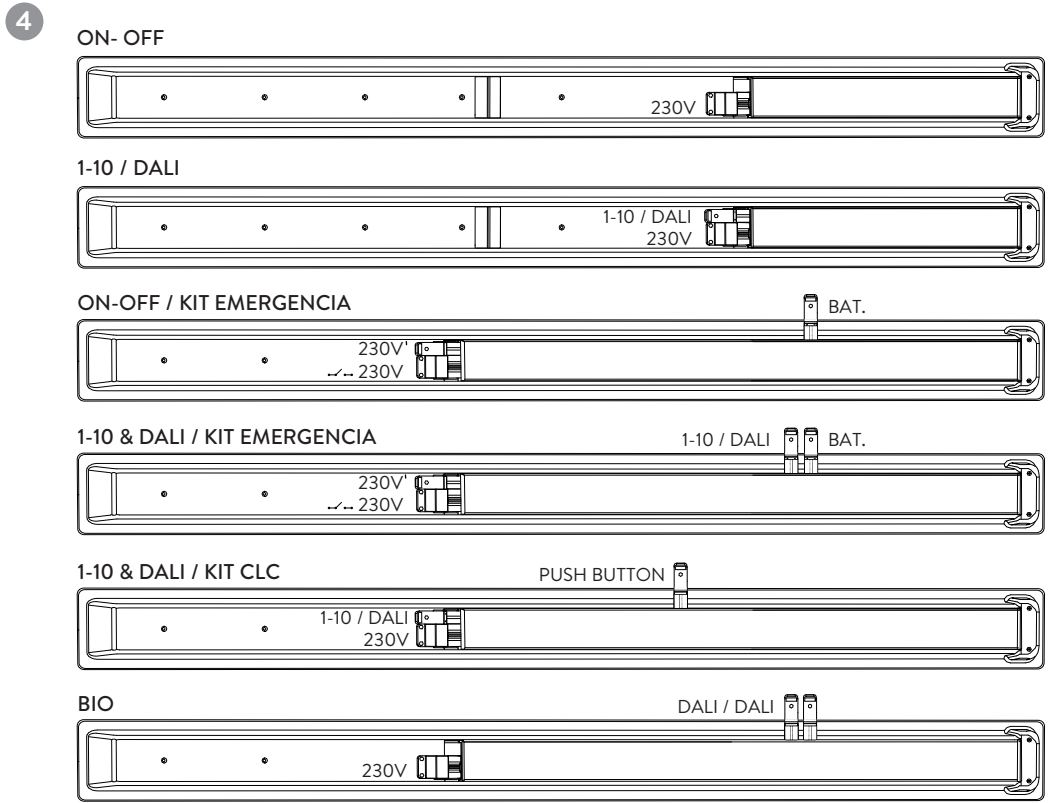 4
ON- OFF
230V
1-10 / DALI
1-10 / DALI
230V
ON-OFF / KIT EMERGENCIA
BAT.
230V'
230V
1-10 & DALI / KIT EMERGENCIA
1-10 / DALI
BAT.
230V'
230V
1-10 & DALI / KIT CLC
PUSH BUTTON
1-10 / DALI
230V
BIO
DALI / DALI
230V